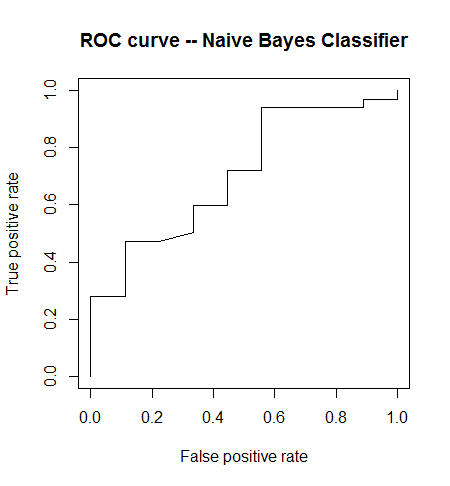 ROC curve -- Naive Bayes Classifier
True positive rate
1.0
0.8
0.6
0.4
0.2
0.0
0.0 0.2 0.4 0.6 0.8 1.0
False positive rate